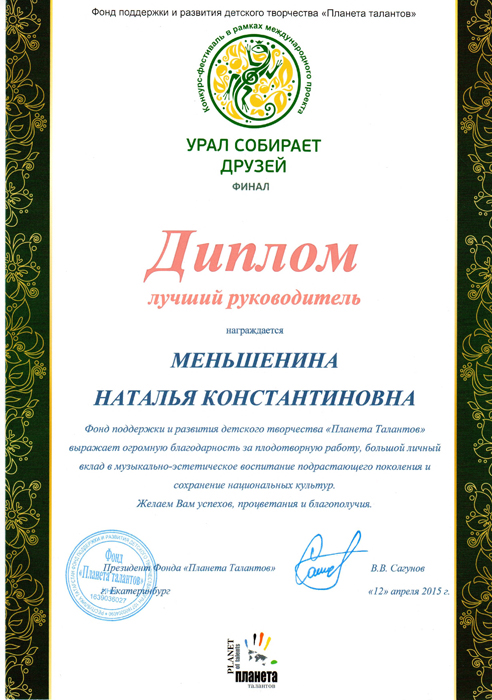 Фонд поддержки и развития детского творчества «Планета талантов»
Конкурс-фестиваль в рамках международного проекта
УРАЛ СОБИРАЕТ
ДРУЗЕЙ
ФИНАЛ
Диплом
лучший руководитель
награждается
МЕНЬШЕНИНА
НАТАЛЬЯ КОНСТАНТИНОВНА
Фонд поддержки и развития детского творчества «Планета Талантов»
выражает огромную благодарность за плодотворную работу, большой личный
вклад в музыкально-эстетическое воспитание подрастающего поколения и
сохранение национальных культур.
Желаем Вам успехов, процветания и благополучия.
Фонд
«Планета талантов»
1639035027
Президент Фонда «Планета Талантов»
В.В. Сагунов
г. Екатеринбург
«12» апреля 2015 г.
PLANET
of talents
планета
талантов